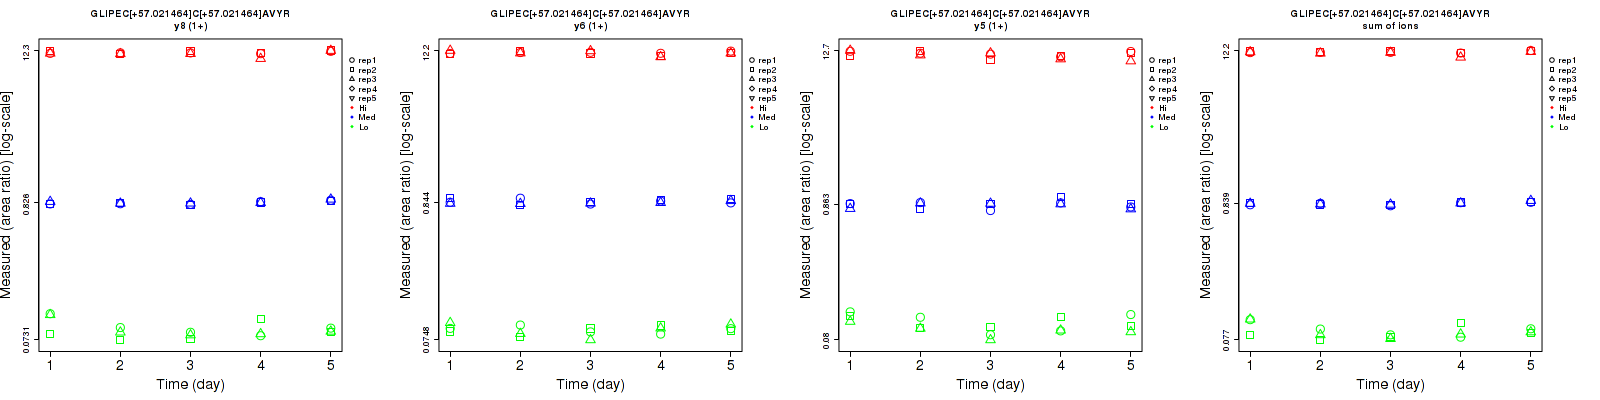 GLIPEC[+57.021464]C[+57.021464]AVYR
y8 (1+)
Measured (area ratio) [log-scale]
12.3
0.826
0.0731
1 2 3 4 5
Time (day)
rep1
rep2
rep3
rep4
rep5
Hi
Med
Lo
GLIPEC[+57.021464]C[+57.021464]AVYR
y6 (1+)
Measured (area ratio) [log-scale]
12.2
0.844
0.0748
1 2 3 4 5
Time (day)
rep1
rep2
rep3
rep4
rep5
Hi
Med
Lo
GLIPEC[+57.021464]C[+57.021464]AVYR
y5 (1+)
Measured (area ratio) [log-scale]
12.7
0.863
0.08
1 2 3 4 5
Time (day)
rep1
rep2
rep3
rep4
rep5
Hi
Med
Lo
GLIPEC[+57.021464]C[+57.021464]AVYR
sum of ions
Measured (area ratio) [log-scale]
12.2
0.839
0.077
1 2 3 4 5
Time (day)
rep1
rep2
rep3
rep4
rep5
Hi
Med
Lo